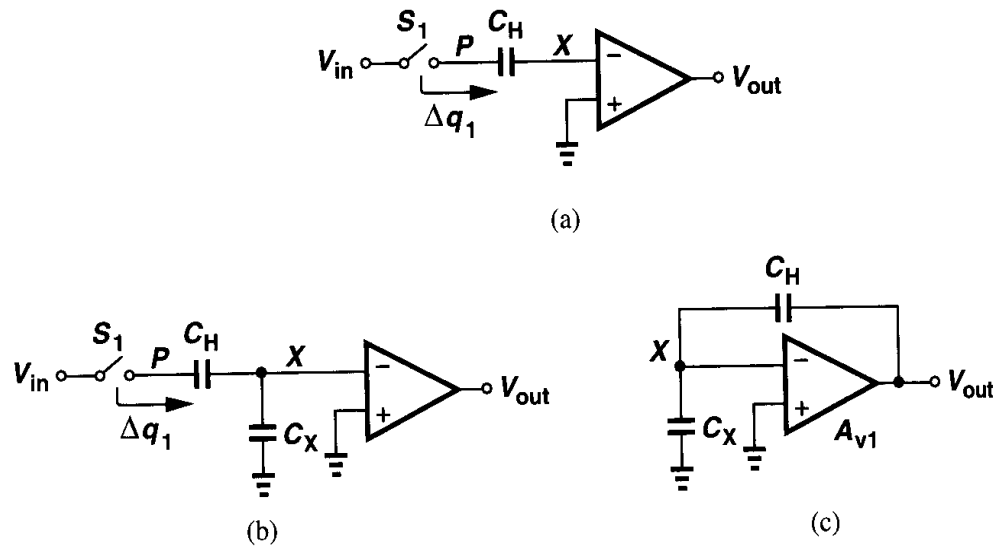 S1 P CH X
Vin − Vout
Δq1 +
(a)
CH
S1 CH X
Vin P X − − Vout
Δq1 CX + CX + Vout
Av1
(b) (c)